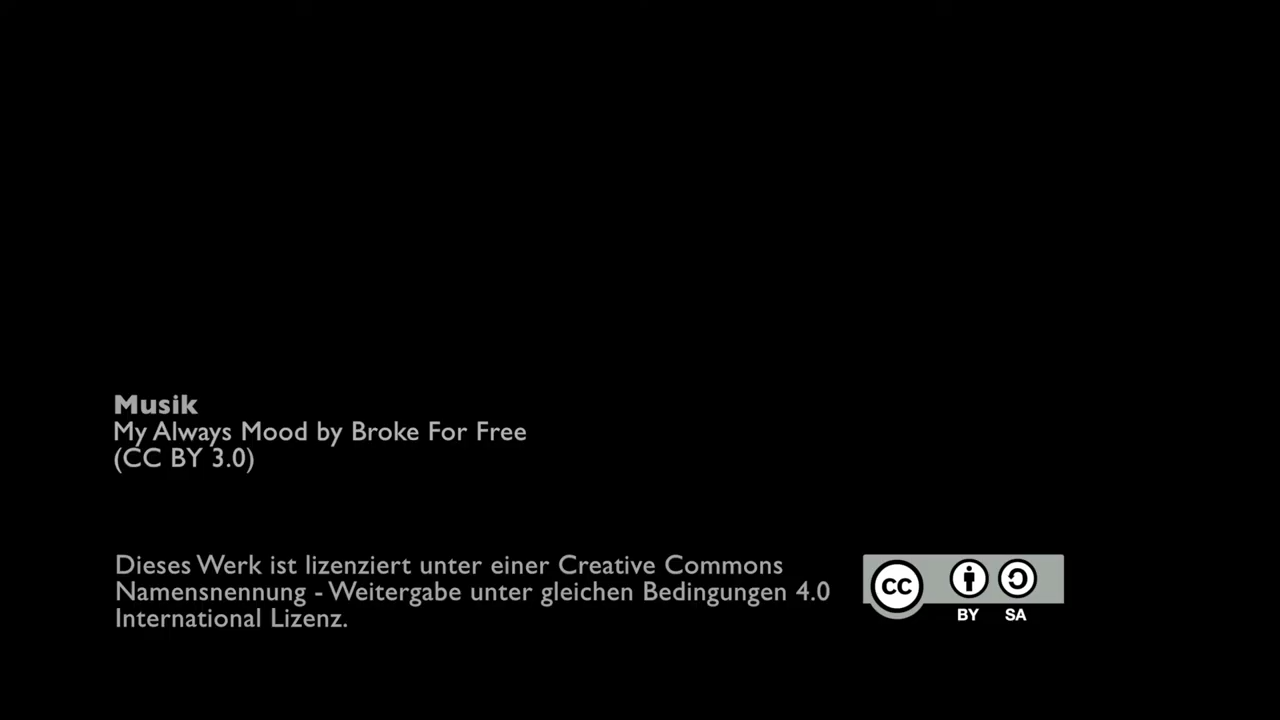 Musik
My Always Mood by Broke For Free
(CC BY 3.0)
Dieses Werk ist lizenziert unter einer Creative Commons
Namensnennung - Weitergabe unter gleichen Bedingungen 4.0
International Lizenz.
cc
BY SA